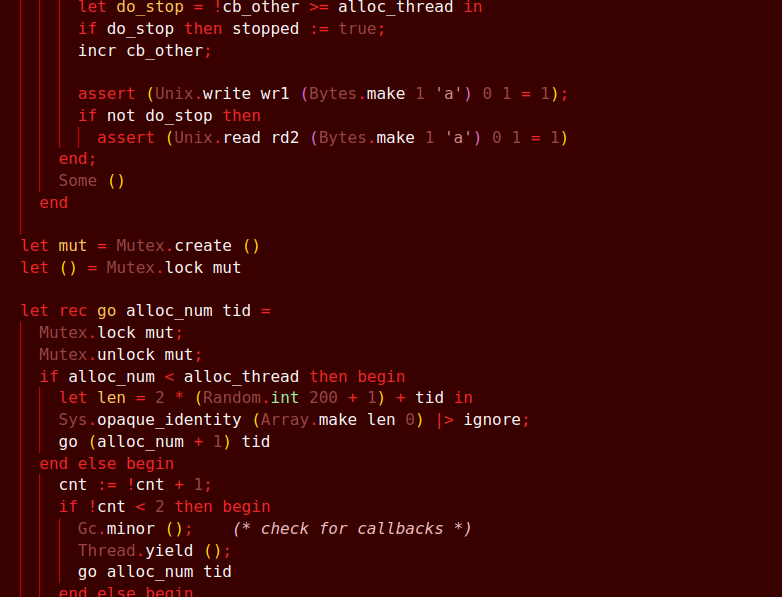 let do_stop = !cb_other >= alloc_thread in
if do_stop then stopped := true;
incr cb_other;
assert (Unix.write wr1 (Bytes.make 1 'a') 0 1 = 1);
if not do_stop then
assert (Unix.read rd2 (Bytes.make 1 'a') 0 1 = 1)
end;
Some ()
end
let mut = Mutex.create ()
let () = Mutex.lock mut
let rec go alloc_num tid =
Mutex.lock mut;
Mutex.unlock mut;
if alloc_num < alloc_thread then begin
let len = 2 * (Random.int 200 + 1) + tid in
Sys.opaque_identity (Array.make len 0) |> ignore;
go (alloc_num + 1) tid
end else begin
cnt := !cnt + 1;
if !cnt < 2 then begin
Gc.minor ();    (* check for callbacks *)
Thread.yield ();
go alloc_num tid
end else begin